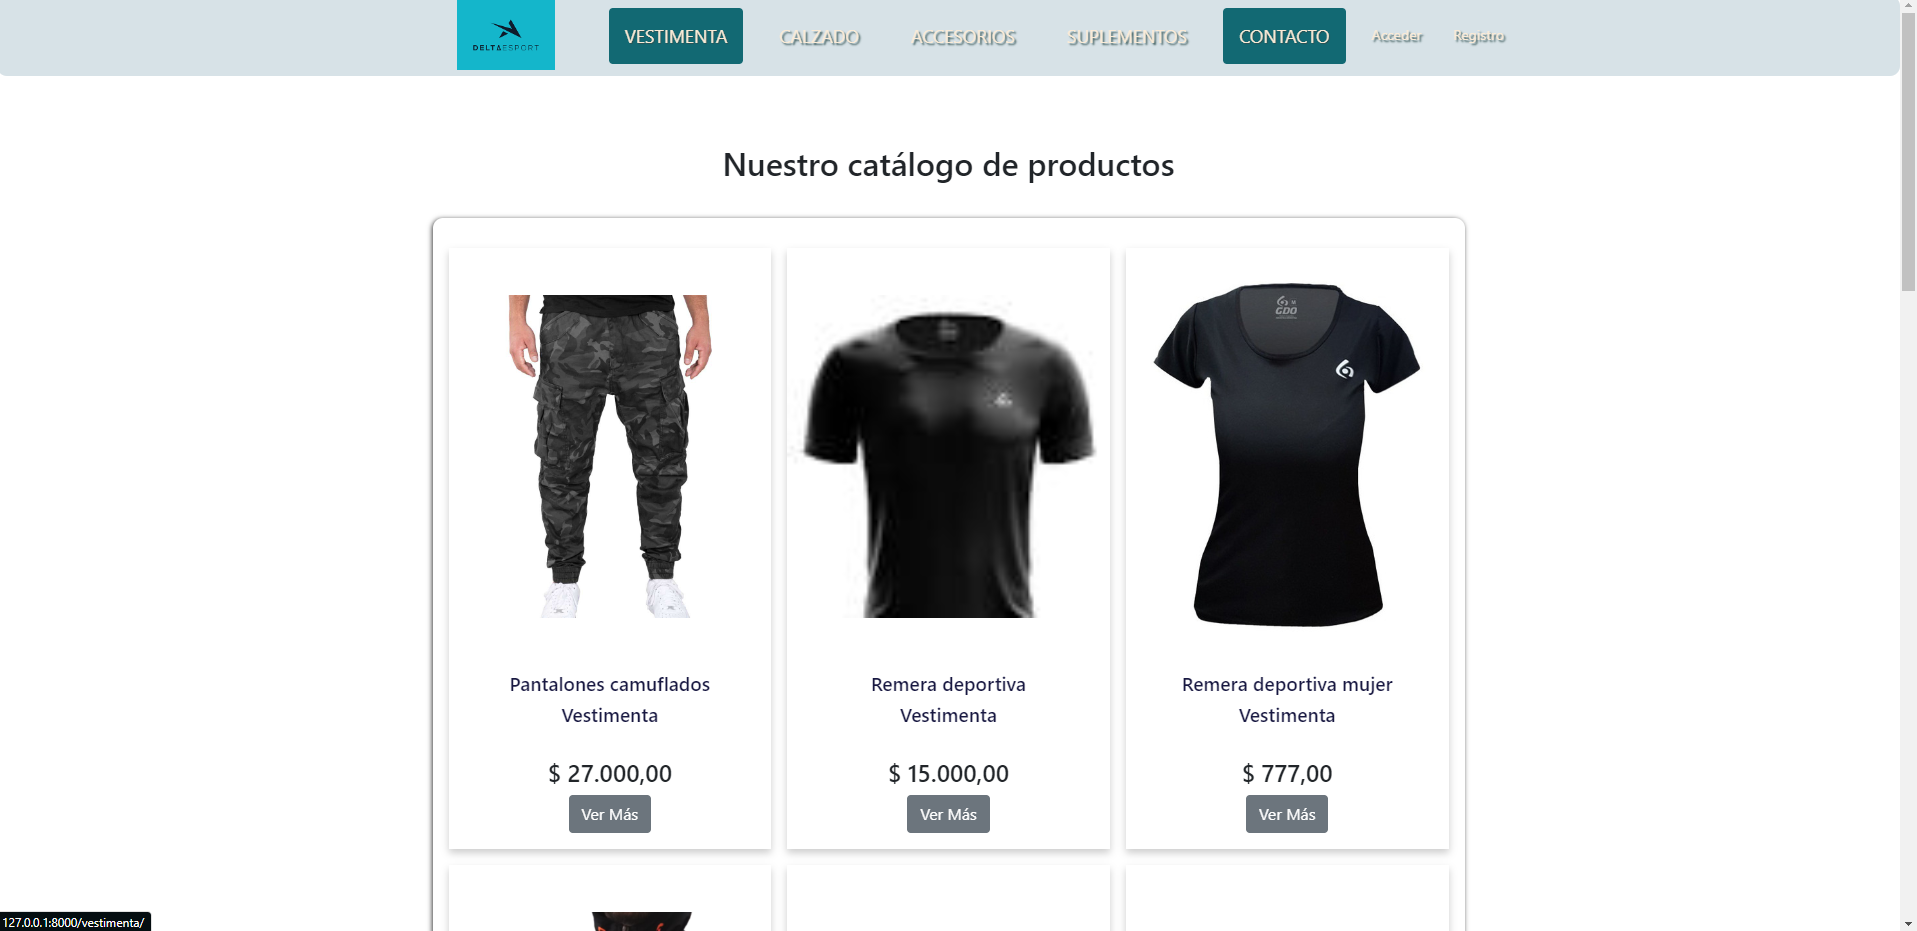 DELTAESPORT
VESTIMENTA
CALZADO
ACCESORIOS
SUPLEMENTOS
CONTACTO
Acceder
Registro
Nuestro catálogo de productos
M
GDO
Pantalones camuflados
Vestimenta
$ 27.000,00
Ver Más
Remera deportiva
Vestimenta
$ 15.000,00
Ver Más
Remera deportiva mujer
Vestimenta
$ 777,00
Ver Más
127.0.0.1:8000/vestimenta/